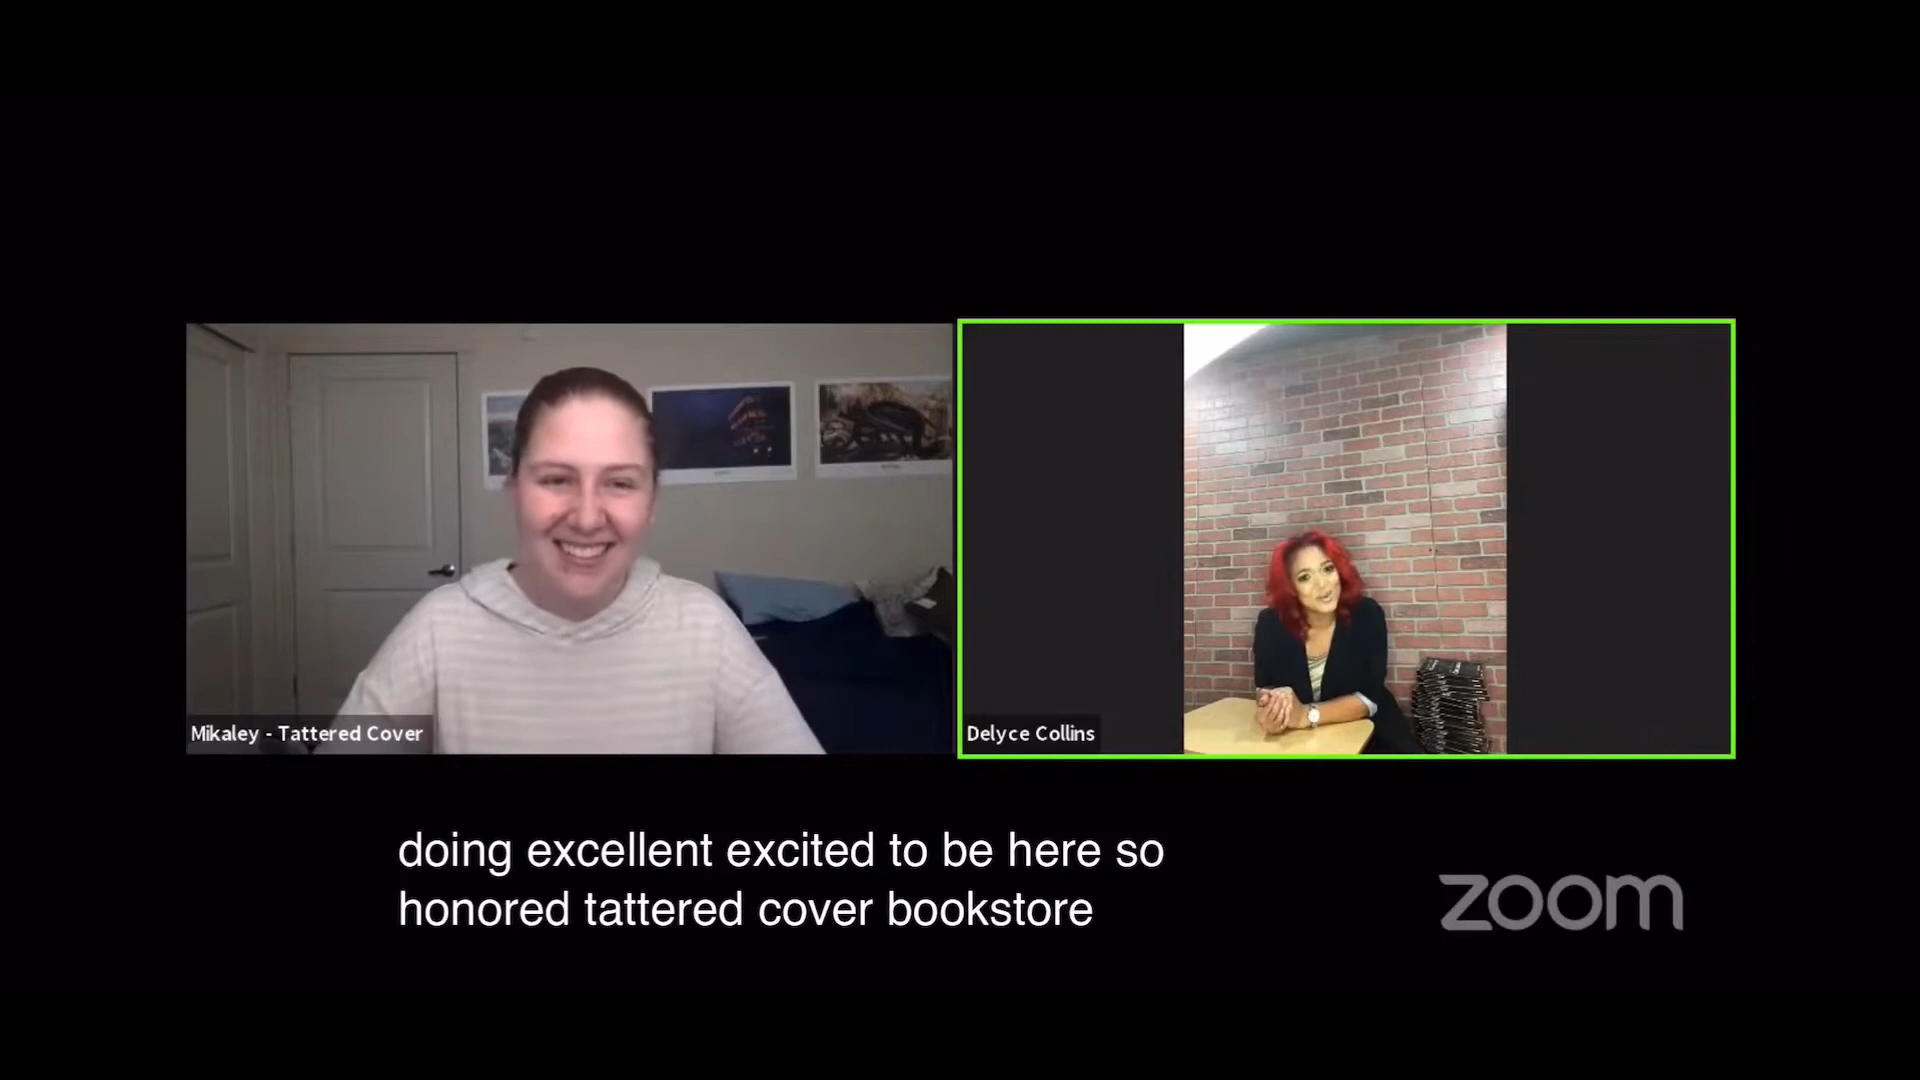 Mikaley - Tattered Cover
Delyce Collins
doing excellent excited to be here so
honored tattered cover bookstore
zoom